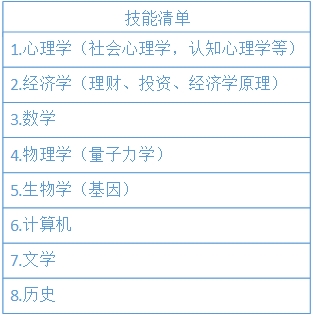 技能清单
1.心理学（社会心理学，认知心理学等）
2.经济学（理财、投资、经济学原理）
3.数学
4.物理学（量子力学）
5.生物学（基因）
6.计算机
7.文学
8.历史